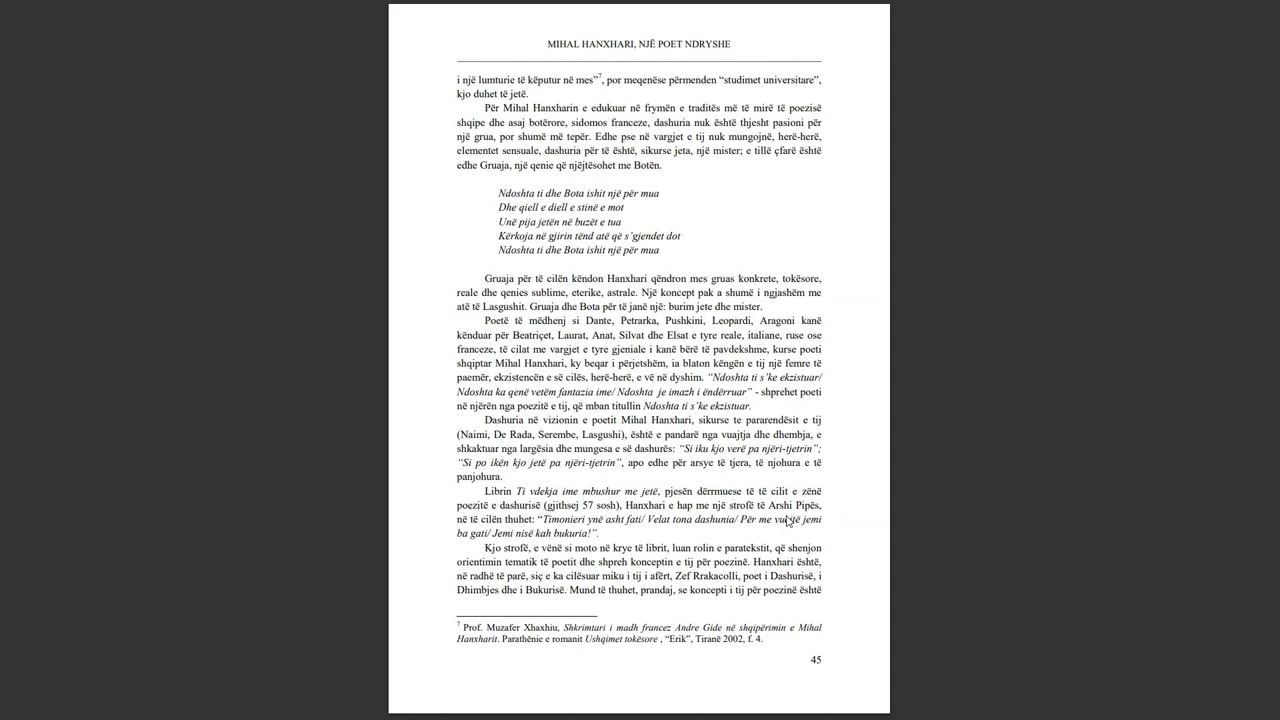 MIHAL HANXHARI, NJË POET NDRYSHE
i një lumturie të këputur në mes”7, por meqenëse përmenden “studimet universitare”,
kjo duhet të jetë.
Për Mihal Hanxharin e edukuar në frymën e traditës më të mirë të poezisë
shqipe dhe asaj botërore, sidomos franceze, dashuria nuk është thjesht pasioni për
një grua, por shumë më tepër. Edhe pse në vargjet e tij nuk mungojnë, herë-herë,
elementet sensuale, dashuria për të është, sikurse jeta, një mister; e tillë çfarë është
edhe Gruaja, një qenie që njëjtësohet me Botën.
Ndoshta ti dhe Bota ishit një për mua
Dhe qiell e diell e stinë e mot
Unë pija jetën në buzët e tua
Kërkoja në gjirin tënd atë që s’gjendet dot
Ndoshta ti dhe Bota ishit një për mua
Gruaja për të cilën këndon Hanxhari qëndron mes gruas konkrete, tokësore,
reale dhe qenies sublime, eterike, astrale. Një koncept pak a shumë i ngjashëm me
atë të Lasgushit. Gruaja dhe Bota për të janë një: burim jete dhe mister.
Poetë të mëdhenj si Dante, Petrarka, Pushkini, Leopardi, Aragoni kanë
kënduar për Beatriçet, Laurat, Anat, Silvat dhe Elsat e tyre reale, italiane, ruse ose
franceze, të cilat me vargjet e tyre gjeniale i kanë bërë të pavdekshme, kurse poeti
shqiptar Mihal Hanxhari, ky beqar i përjetshëm, ia blaton këngën e tij një femre të
paemër, ekzistencën e së cilës, herë-herë, e vë në dyshim. “Ndoshta ti s’ke ekzistuar/
Ndoshta ka qenë vetëm fantazia ime/ Ndoshta je imazh i ëndërruar” - shprehet poeti
në njërën nga poezitë e tij, që mban titullin Ndoshta ti s’ke ekzistuar.
Dashuria në vizionin e poetit Mihal Hanxhari, sikurse te pararendësit e tij
(Naimi, De Rada, Serembe, Lasgushi), është e pandarë nga vuajtja dhe dhembja, e
shkaktuar nga largësia dhe mungesa e së dashurës: “Si iku kjo verë pa njëri-tjetrin”;
“Si po ikën kjo jetë pa njëri-tjetrin”, apo edhe për arsye të tjera, të njohura e të
panjohura.
Librin Ti vdekja ime mbushur me jetë, pjesën dërrmuese të të cilit e zënë
poezitë e dashurisë (gjithsej 57 sosh), Hanxhari e hap me një strofë të Arshi Pipës,
në të cilën thuhet: “Timonieri ynë asht fati/ Velat tona dashunia/ Për me të jemi
ba gati/ Jemi nisë kah bukuria!”.
Kjo strofë, e vënë si moto në krye të librit, luan rolin e paratekstit, që shenjon
orientimin tematik të poetit dhe shpreh konceptin e tij për poezinë. Hanxhari është,
në radhë të parë, siç e ka cilësuar miku i tij i afërt, Zef Rrakacolli, poet i Dashurisë, i
Dhimbjes dhe i Bukurisë. Mund të thuhet, prandaj, se koncepti i tij për poezinë është
7 Prof. Muzafer Xhaxhiu, Shkrimtari i madh francez Andre Gide në shqipërimin e Mihal
Hanxharit. Parathënie e romanit Ushqimet tokësore , “Erik”, Tiranë 2002, f. 4.
45